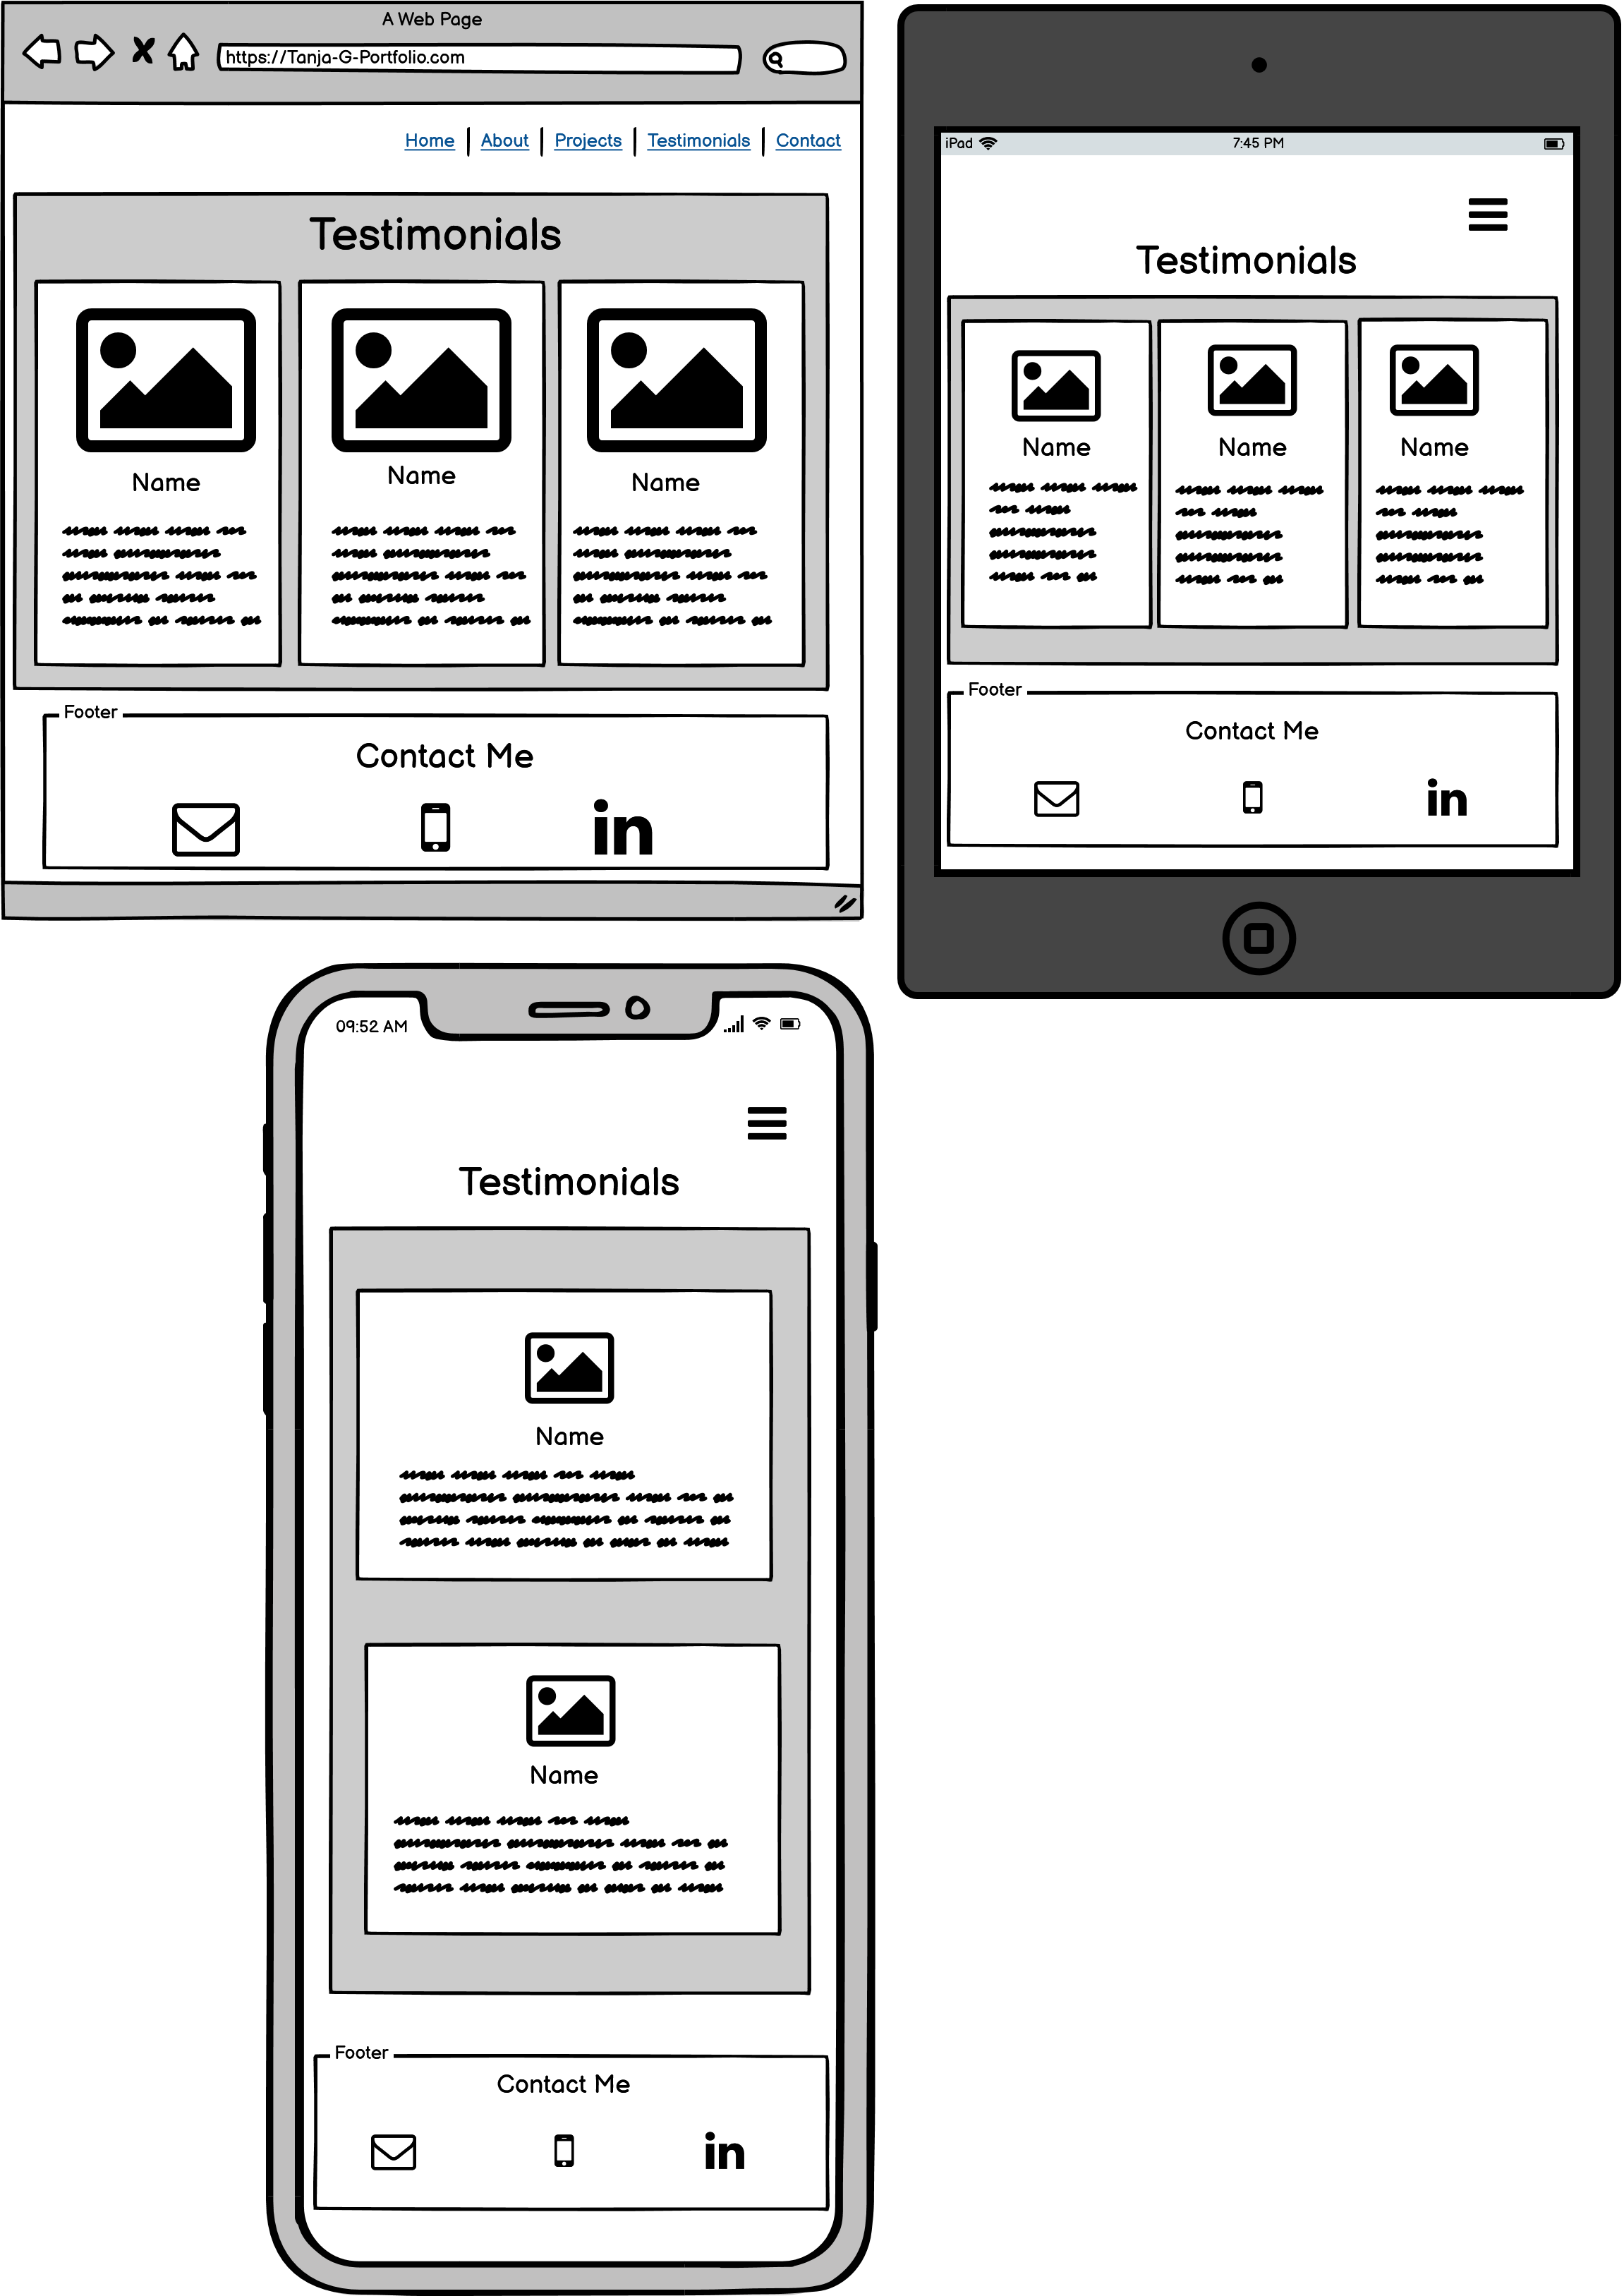 A Web Page
https://Tanja-G-Portfolio.com
Home About Projects Testimonials Contact
Testimonials
Name Name Name
Footer
Contact Me
in
iPad 7:45 PM
Testimonials
Name Name Name
Footer
Contact Me
in
09:52 AM
Testimonials
Name
Name
Footer
Contact Me
in